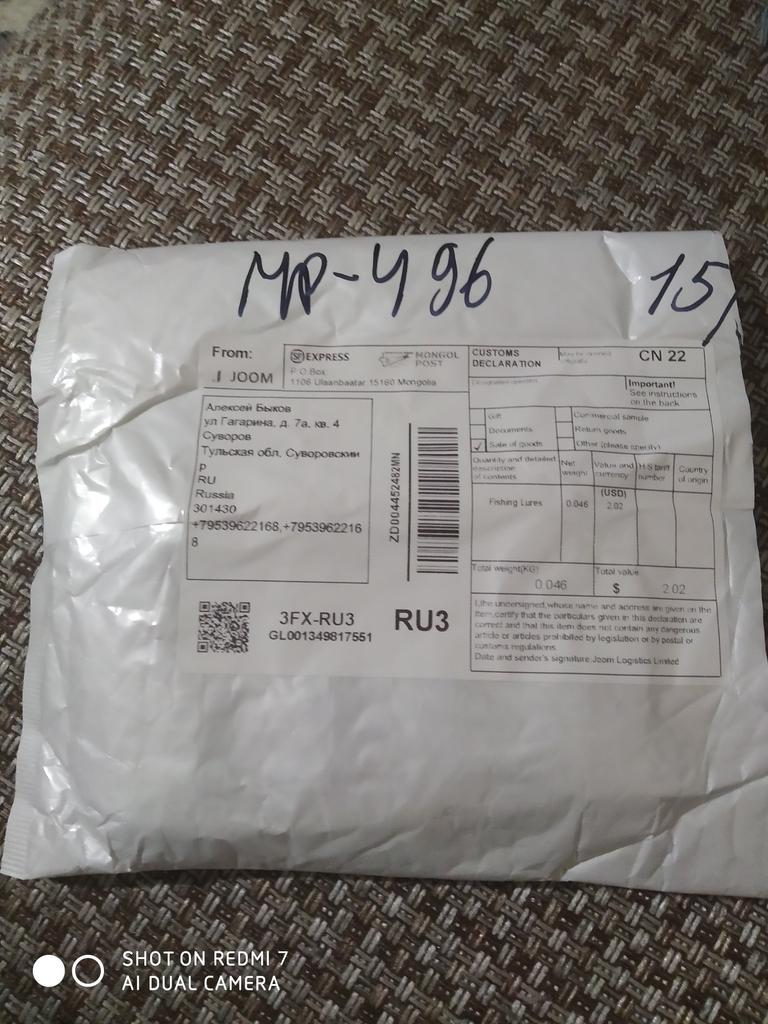 МР-496
15/
From:
JOOM
SF EXPRESS
MONGOL POST
P.O.Box
1106 Ulaanbaatar 15160 Mongolia
CUSTOMS DECLARATION
May be opened officially
CN 22
Designated operator
Important!
See instructions
on the back
Gift
Commercial sample
Documents
Return goods
✓ Sale of goods
Other (please specify)
Алексей Быков
ул Гагарина, д. 7а, кв. 4
Суворов
Тульская обл, Суворовский
р
RU
Russia
301430
+79539622168,+7953962216
8
ZD004452482MN
Quantity and detailed description of contents
Net weight
Value and currency
H S tariff number
Country of origin
(USD)
Fishing Lures
0.046
2.02
Total weight(KG)
0.046
Total value
$ 2.02
3FX-RU3
GL001349817551
RU3
I,the undersigned,whose name and address are given on the
item,certify that the particulars given in this declaration are
correct and that this item does not contain any dangerous
article or articles prohibited by legislation or by postal or
customs regulations.
Date and sender's signature:Joom Logistics Limited
SHOT ON REDMI 7
AI DUAL CAMERA